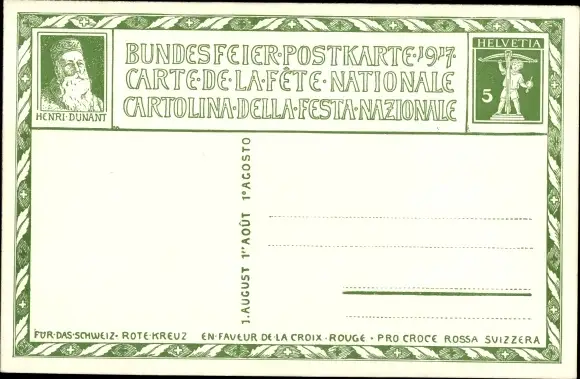 BUNDESFEIER·POSTKARTE·1917
CARTE·DE·LA·FÊTE·NATIONALE
CARTOLINA·DELLA·FESTA·NAZIONALE
HENRI·DUNANT
HELVETIA
5
1. AUGUST 1ER AOÛT 1º AGOSTO
FÜR·DAS·SCHWEIZ· ROTE·KREUZ EN·FAVEUR DE·LA CROIX · ROUGE · PRO CROCE ROSSA SVIZZERA